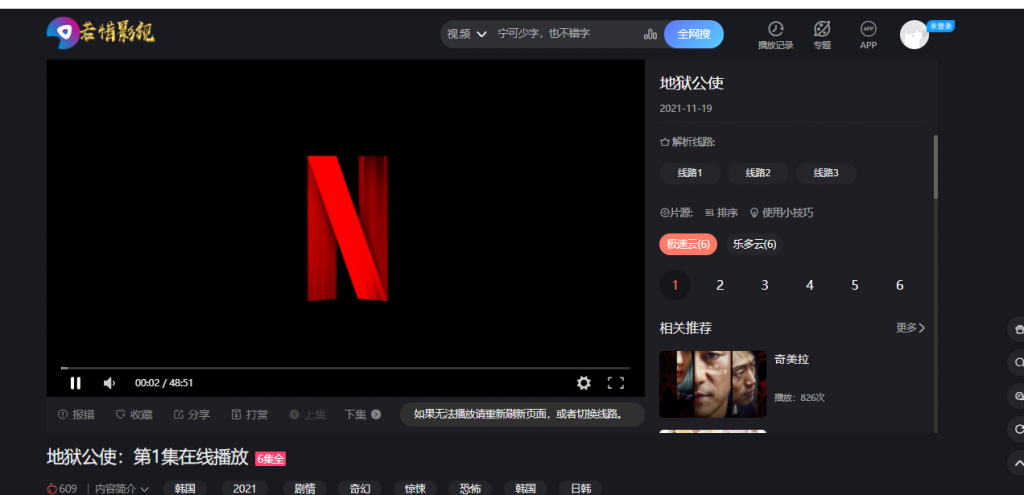 若惜影视
视频 宁可少字，也不错字 全网搜
播放记录 专题 APP APP 未登录
地狱公使
2021-11-19
解析线路:
线路1 线路2 线路3
片源: 排序 使用小技巧
极速云(6) 乐多云(6)
1 2 3 4 5 6
相关推荐 更多
奇美拉
播放：826次
N
00:02 / 48:51
报错 收藏 分享 打赏 上集 下集 如果无法播放请重新刷新页面，或者切换线路。
地狱公使：第1集在线播放 6集全
609 | 内容简介 韩国 2021 剧情 奇幻 惊悚 恐怖 韩国 日韩